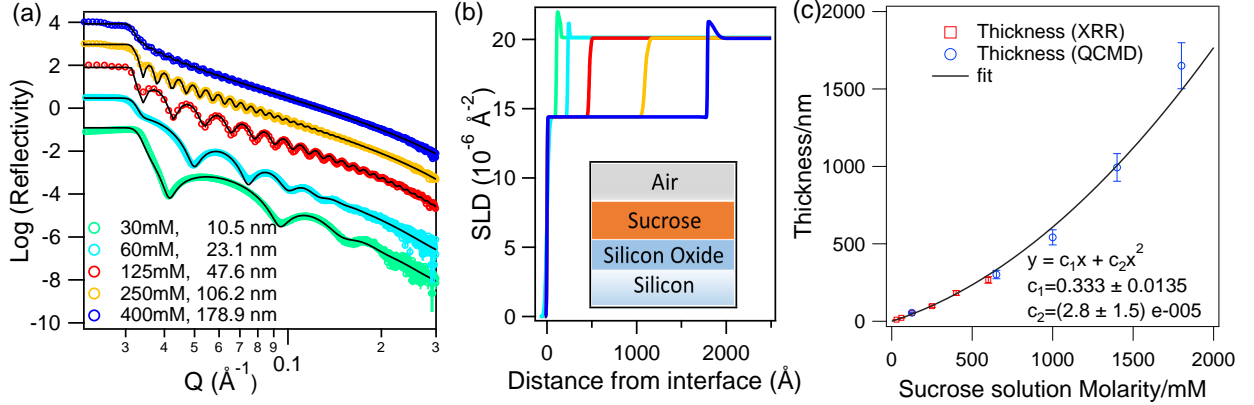 (a)
4
2
0
-2
-4
-6
-8
-10
Log (Reflectivity)
30mM, 10.5 nm
60mM, 23.1 nm
125mM, 47.6 nm
250mM, 106.2 nm
400mM, 178.9 nm
3 4 5 6 7 8 9 0.1 2 3
Q (Å⁻¹)
(b)
20
15
10
5
0
SLD (10⁻⁶ Å⁻²)
Air
Sucrose
Silicon Oxide
Silicon
0 1000 2000
Distance from interface (Å)
(c)
2000
1500
1000
500
0
Thickness/nm
Thickness (XRR)
Thickness (QCMD)
fit
y = c₁x + c₂x²
c₁=0.333 ± 0.0135
c₂=(2.8 ± 1.5) e-005
0 500 1000 1500 2000
Sucrose solution Molarity/mM